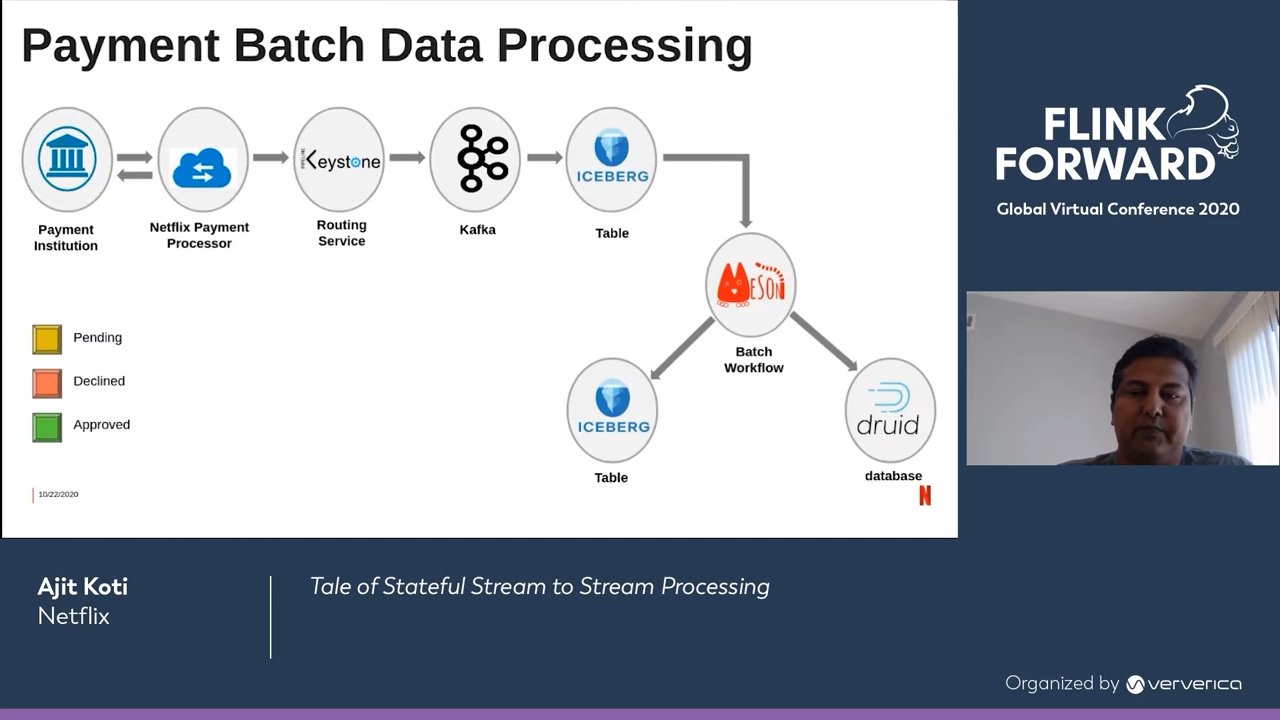 Payment Batch Data Processing
PIPELINE
Keystone
ICEBERG
Payment
Institution
Netflix Payment
Processor
Routing
Service
Kafka
Table
MESON
Batch
Workflow
Pending
Declined
Approved
ICEBERG
druid
Table
database
10/22/2020
N
FLINK
FORWARD
Global Virtual Conference 2020
Ajit Koti
Netflix
Tale of Stateful Stream to Stream Processing
Organized by ververica